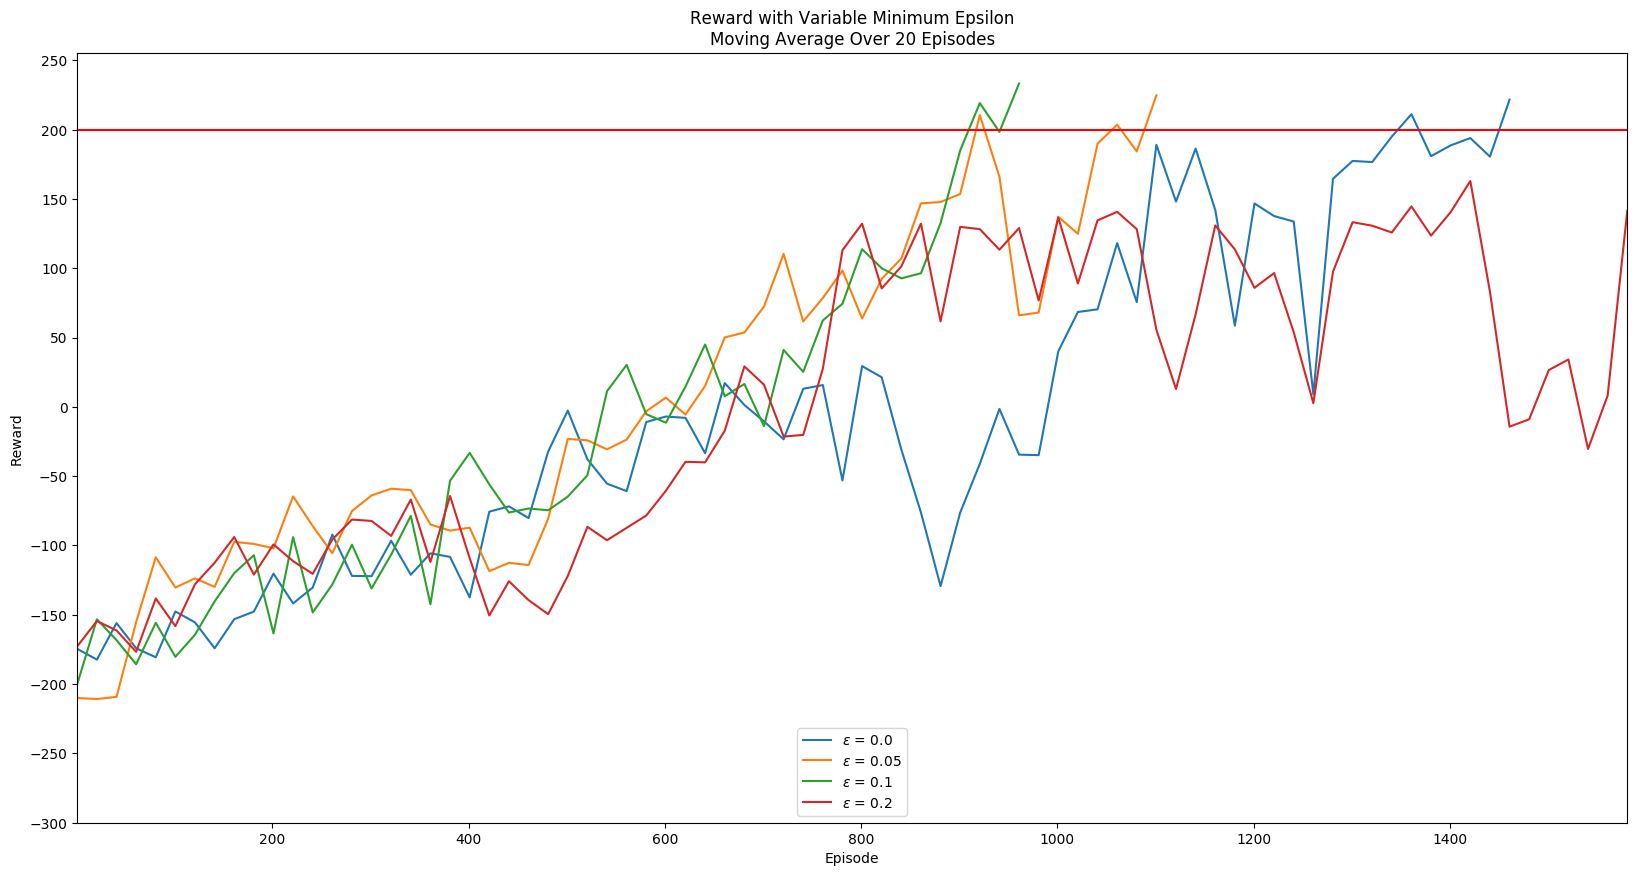 Reward with Variable Minimum Epsilon
Moving Average Over 20 Episodes
250
200
150
100
50
0
−50
−100
−150
−200
−250
−300
Reward
ε = 0.0
ε = 0.05
ε = 0.1
ε = 0.2
200 400 600 800 1000 1200 1400
Episode